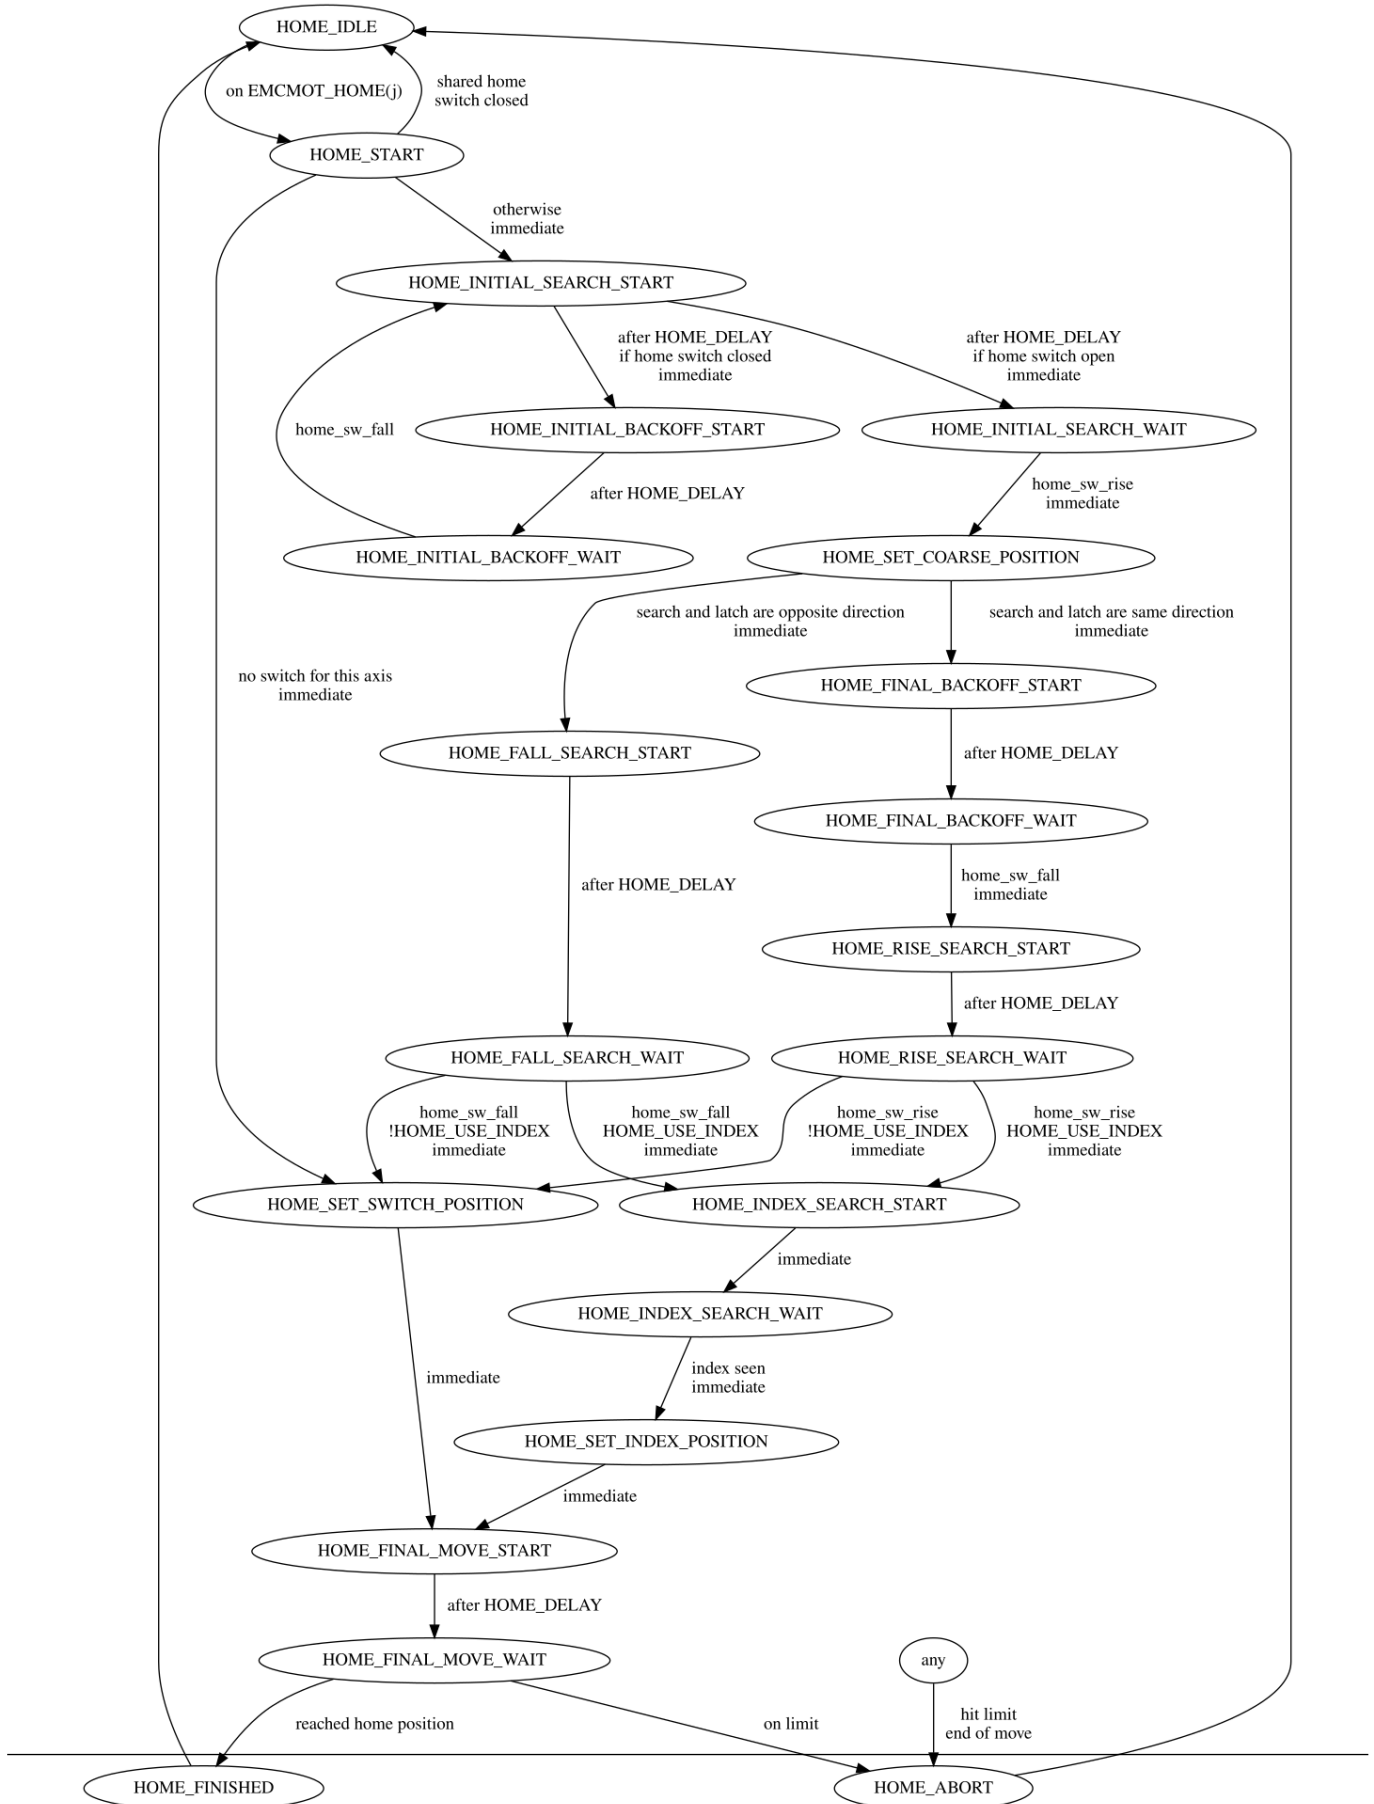 HOME_IDLE
on EMCMOT_HOME(j)
shared home
switch closed
HOME_START
otherwise
immediate
HOME_INITIAL_SEARCH_START
after HOME_DELAY
if home switch closed
immediate
after HOME_DELAY
if home switch open
immediate
home_sw_fall
HOME_INITIAL_BACKOFF_START
HOME_INITIAL_SEARCH_WAIT
after HOME_DELAY
home_sw_rise
immediate
HOME_INITIAL_BACKOFF_WAIT
HOME_SET_COARSE_POSITION
search and latch are opposite direction
immediate
search and latch are same direction
immediate
no switch for this axis
immediate
HOME_FINAL_BACKOFF_START
HOME_FALL_SEARCH_START
after HOME_DELAY
HOME_FINAL_BACKOFF_WAIT
after HOME_DELAY
home_sw_fall
immediate
HOME_RISE_SEARCH_START
after HOME_DELAY
HOME_FALL_SEARCH_WAIT
HOME_RISE_SEARCH_WAIT
home_sw_fall
!HOME_USE_INDEX
immediate
home_sw_fall
HOME_USE_INDEX
immediate
home_sw_rise
!HOME_USE_INDEX
immediate
home_sw_rise
HOME_USE_INDEX
immediate
HOME_SET_SWITCH_POSITION
HOME_INDEX_SEARCH_START
immediate
HOME_INDEX_SEARCH_WAIT
immediate
index seen
immediate
HOME_SET_INDEX_POSITION
immediate
HOME_FINAL_MOVE_START
after HOME_DELAY
HOME_FINAL_MOVE_WAIT
any
reached home position
on limit
hit limit
end of move
HOME_FINISHED
HOME_ABORT